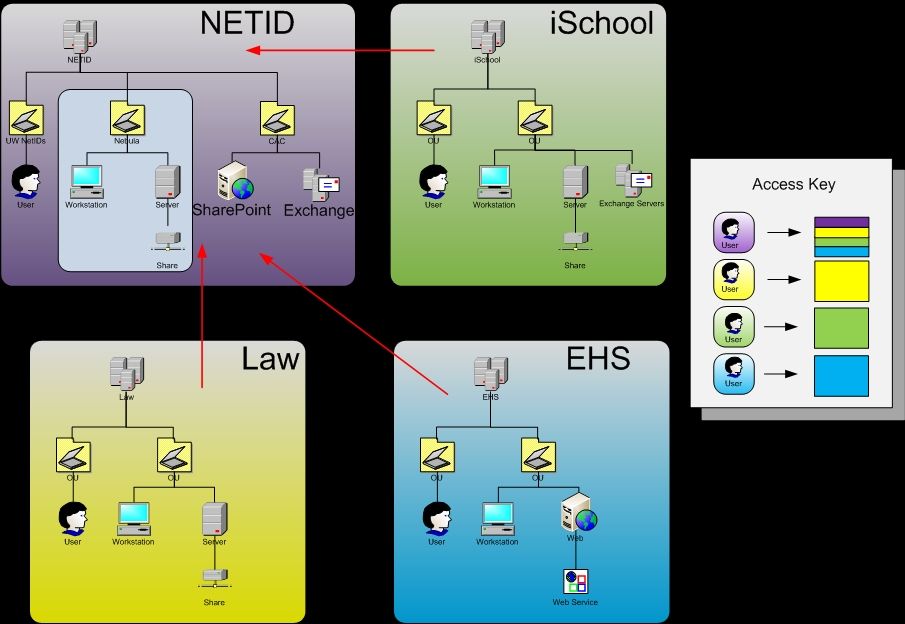 NETID
NETID
UW NetIDs
Nebula
CAC
User
Workstation
Server
SharePoint
Exchange
Share
iSchool
iSchool
OU
OU
User
Workstation
Server
Exchange Servers
Share
Access Key
User
User
User
User
Law
Law
OU
OU
User
Workstation
Server
Share
EHS
EHS
OU
OU
User
Workstation
Web
Web Service